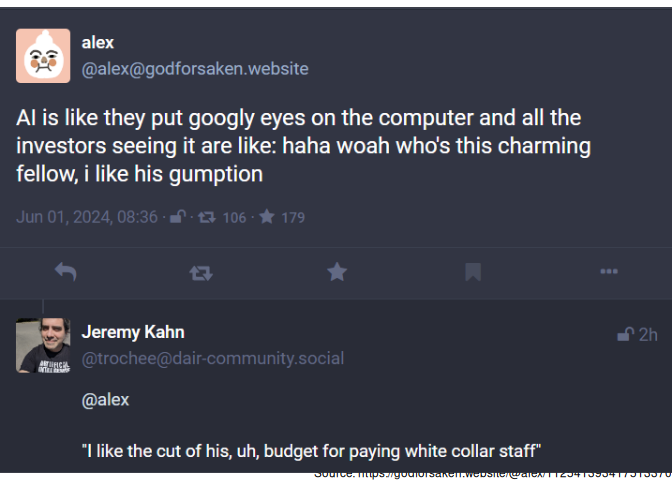 alex
@alex@godforsaken.website
AI is like they put googly eyes on the computer and all the
investors seeing it are like: haha woah who's this charming
fellow, i like his gumption
Jun 01, 2024, 08:36 · · 106 · 179
Jeremy Kahn
2h
@trochee@dair-community.social
@alex
"I like the cut of his, uh, budget for paying white collar staff"
Source: https://godforsaken.website/@alex/